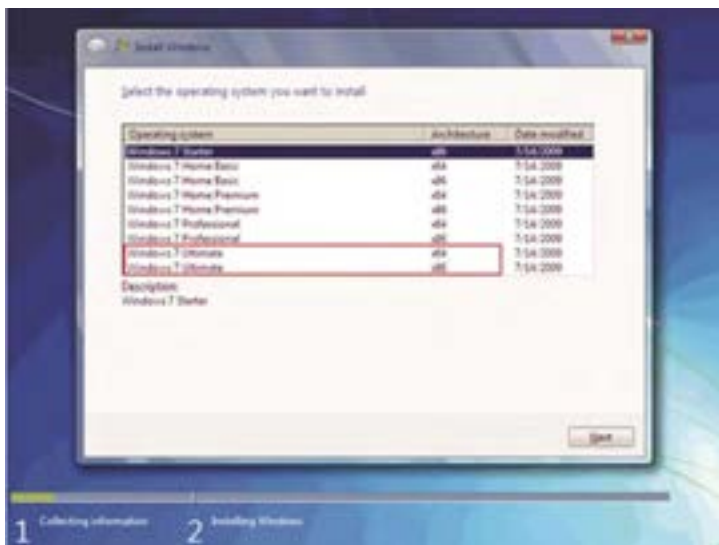 Install Windows
Select the operating system you want to install
Operating system Architecture Date modified
Windows 7 Starter x86 7/14/2009
Windows 7 Home Basic x64 7/14/2009
Windows 7 Home Basic x86 7/14/2009
Windows 7 Home Premium x64 7/14/2009
Windows 7 Home Premium x86 7/14/2009
Windows 7 Professional x64 7/14/2009
Windows 7 Professional x86 7/14/2009
Windows 7 Ultimate x64 7/14/2009
Windows 7 Ultimate x86 7/14/2009
Description:
Windows 7 Starter
Next
1 Collecting information 2 Installing Windows